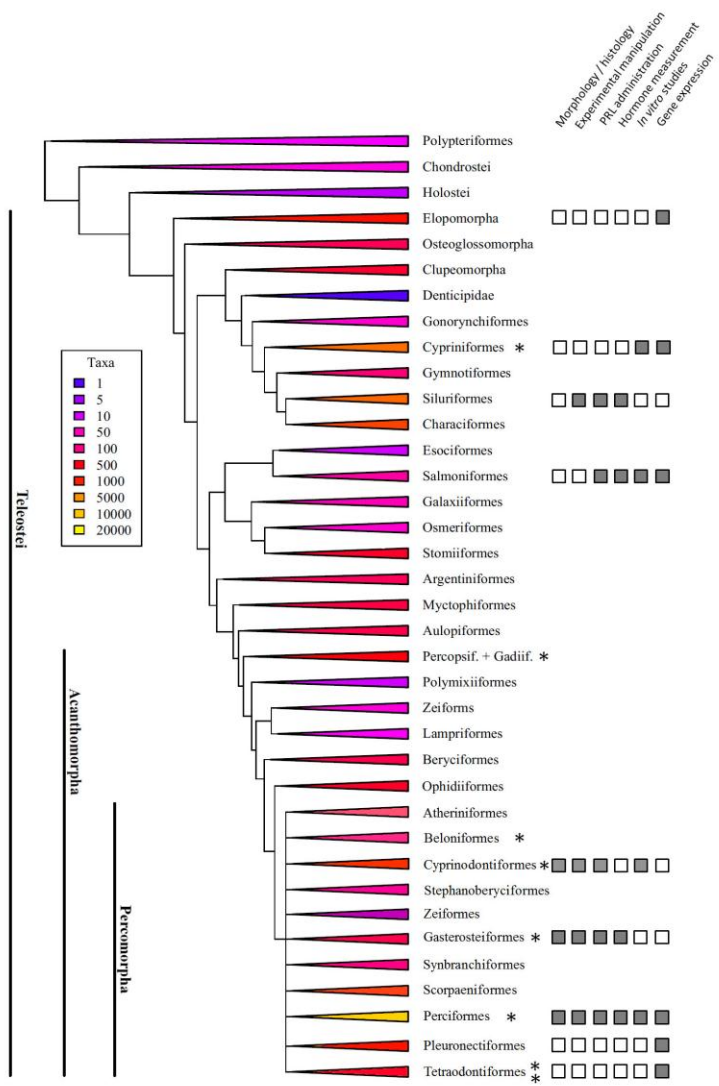 Morphology / histology
Experimental manipulation
PRL administration
Hormone measurement
In vitro studies
Gene expression
Polypteriformes
Chondrostei
Holostei
Elopomorpha
Osteoglossomorpha
Clupeomorpha
Denticipidae
Gonorynchiformes
Cypriniformes *
Gymnotiformes
Siluriformes
Characiformes
Esociformes
Salmoniformes
Galaxiiformes
Osmeriformes
Stomiiformes
Argentiniformes
Myctophiformes
Aulopiformes
Percopsif. + Gadiif. *
Polymixiiformes
Zeiforms
Lampriformes
Beryciformes
Ophidiiformes
Atheriniformes
Beloniformes *
Cyprinodontiformes *
Stephanoberyciformes
Zeiformes
Gasterosteiformes *
Synbranchiformes
Scorpaeniformes
Perciformes *
Pleuronectiformes
Tetraodontiformes * *
Taxa
1
5
10
50
100
500
1000
5000
10000
20000
Teleostei
Acanthomorpha
Percomorpha